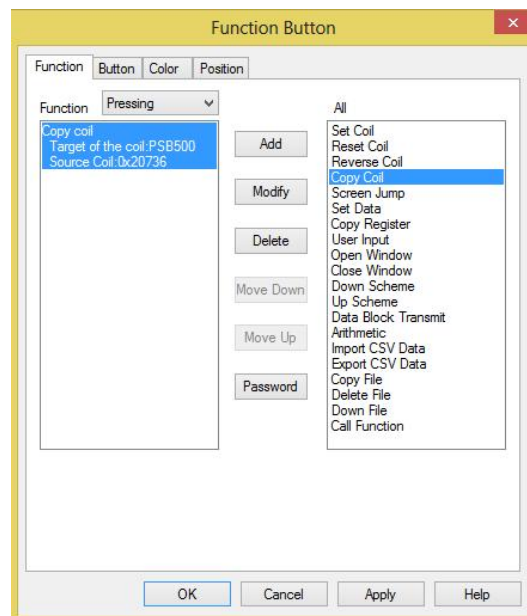 Function Button
Function Button Color Position
Function Pressing
All
Copy coil
Target of the coil:PSB500
Source Coil:0x20736
Add
Modify
Delete
Move Down
Move Up
Password
Set Coil
Reset Coil
Reverse Coil
Copy Coil
Screen Jump
Set Data
Copy Register
User Input
Open Window
Close Window
Down Scheme
Up Scheme
Data Block Transmit
Arithmetic
Import CSV Data
Export CSV Data
Copy File
Delete File
Down File
Call Function
OK Cancel Apply Help